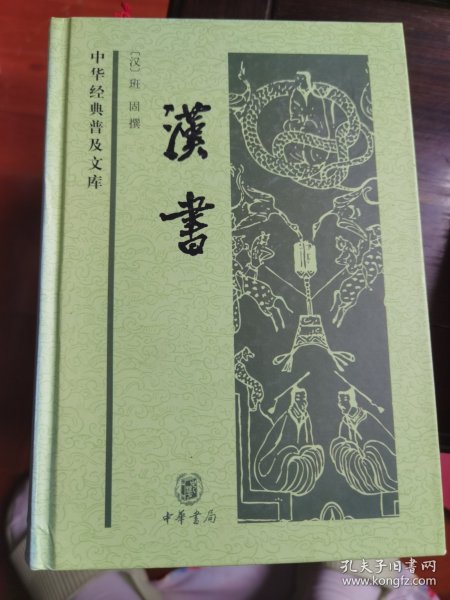 中华经典普及文库
〔汉〕班固撰
漢書
中華書局
孔夫子旧书网
www.kongfz.com